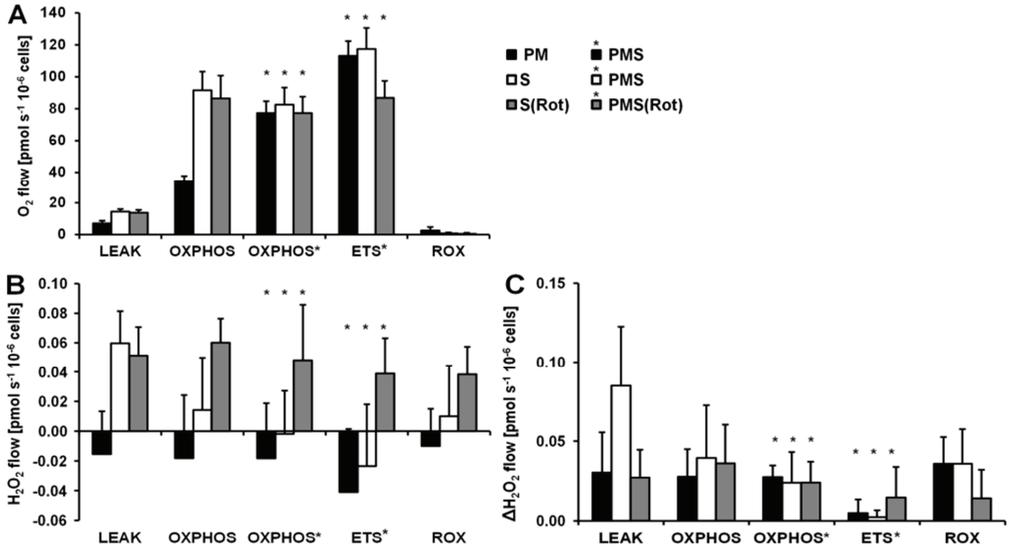 A
O₂ flow [pmol s⁻¹ 10⁻⁶ cells]
140
120
100
80
60
40
20
0
* * *
* * *
LEAK OXPHOS OXPHOS* ETS* ROX
PM * PMS
S * PMS
S(Rot) * PMS(Rot)
B
H₂O₂ flow [pmol s⁻¹ 10⁻⁶ cells]
0.10
0.08
0.06
0.04
0.02
0.00
-0.02
-0.04
-0.06
* * *
* * *
LEAK OXPHOS OXPHOS* ETS* ROX
C
ΔH₂O₂ flow [pmol s⁻¹ 10⁻⁶ cells]
0.15
0.10
0.05
0.00
* * *
* * *
LEAK OXPHOS OXPHOS* ETS* ROX